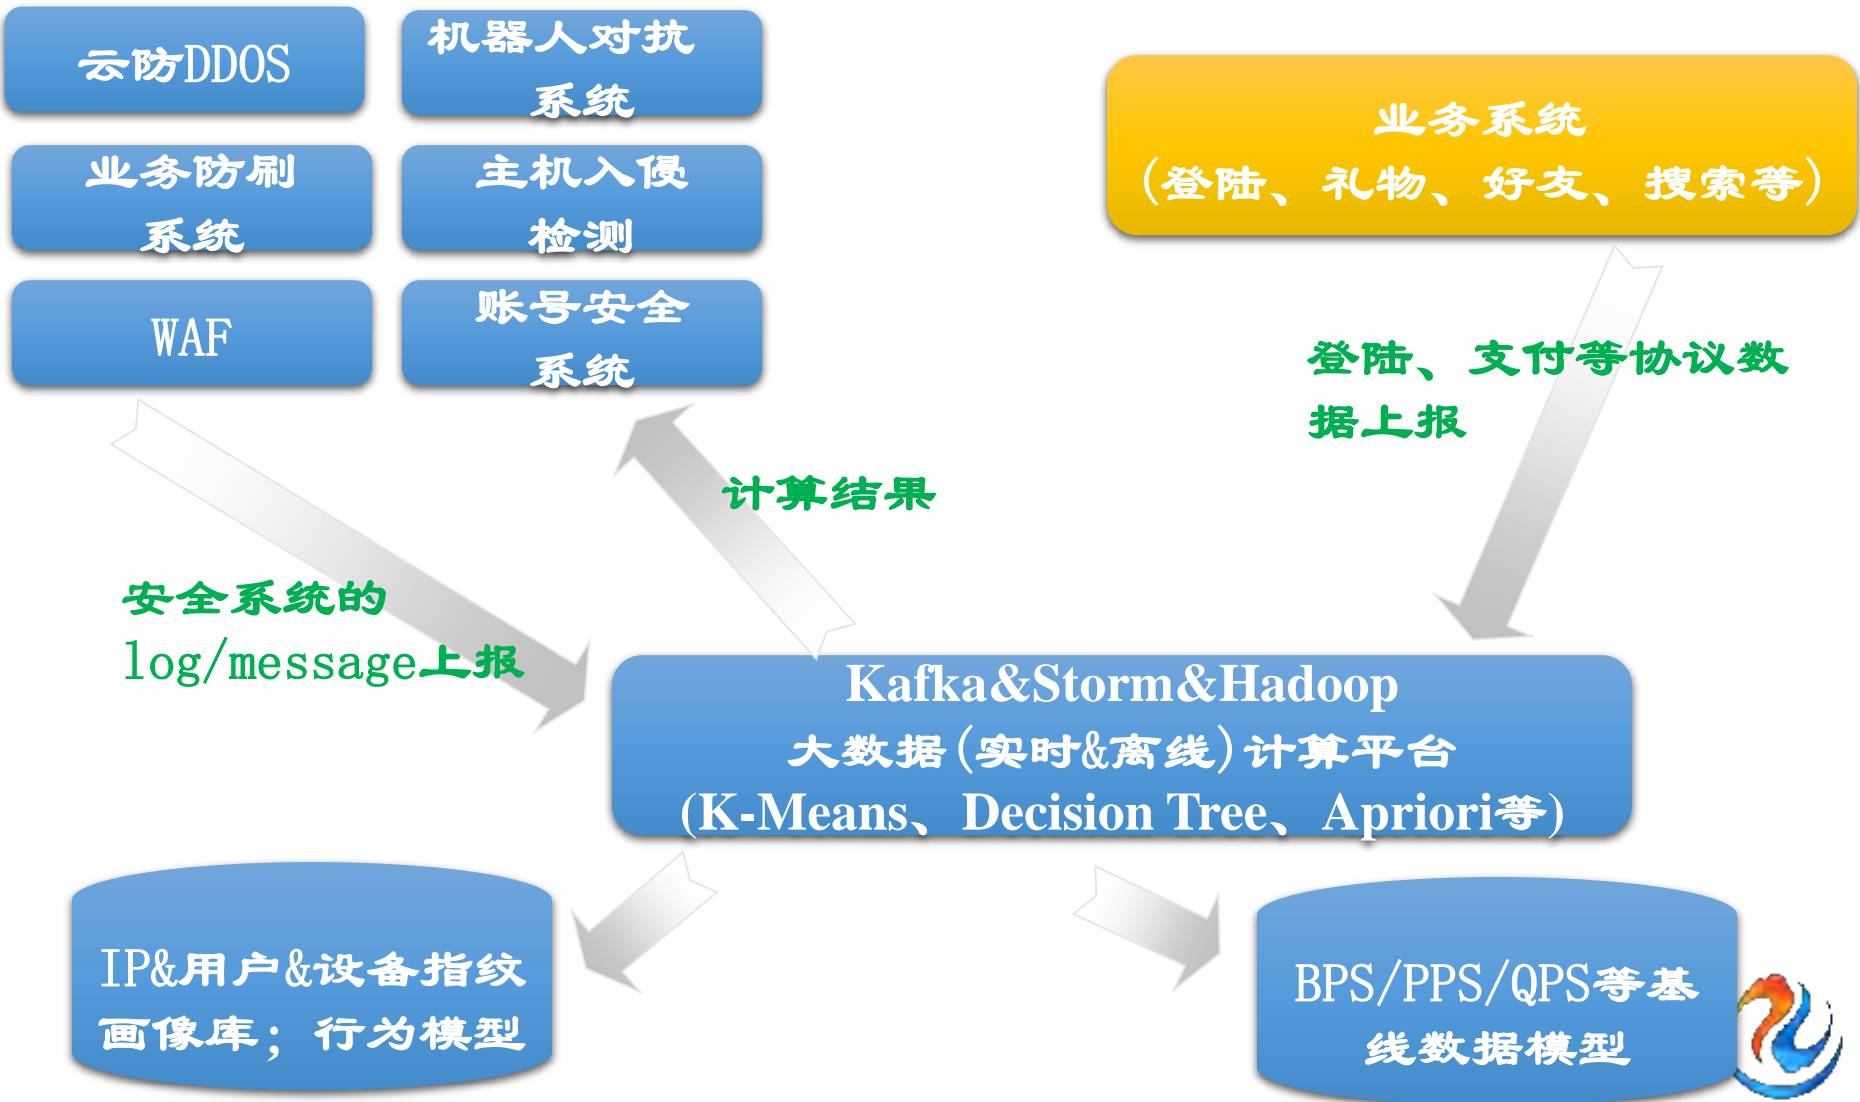 云防DDOS
机器人对抗
系统
业务防刷
系统
主机入侵
检测
WAF
账号安全
系统
业务系统
(登陆、礼物、好友、搜索等)
登陆、支付等协议数
据上报
计算结果
安全系统的
log/message上报
Kafka&Storm&Hadoop
大数据(实时&离线)计算平台
(K-Means、Decision Tree、Apriori等)
IP&用户&设备指纹
画像库；行为模型
BPS/PPS/QPS等基
线数据模型